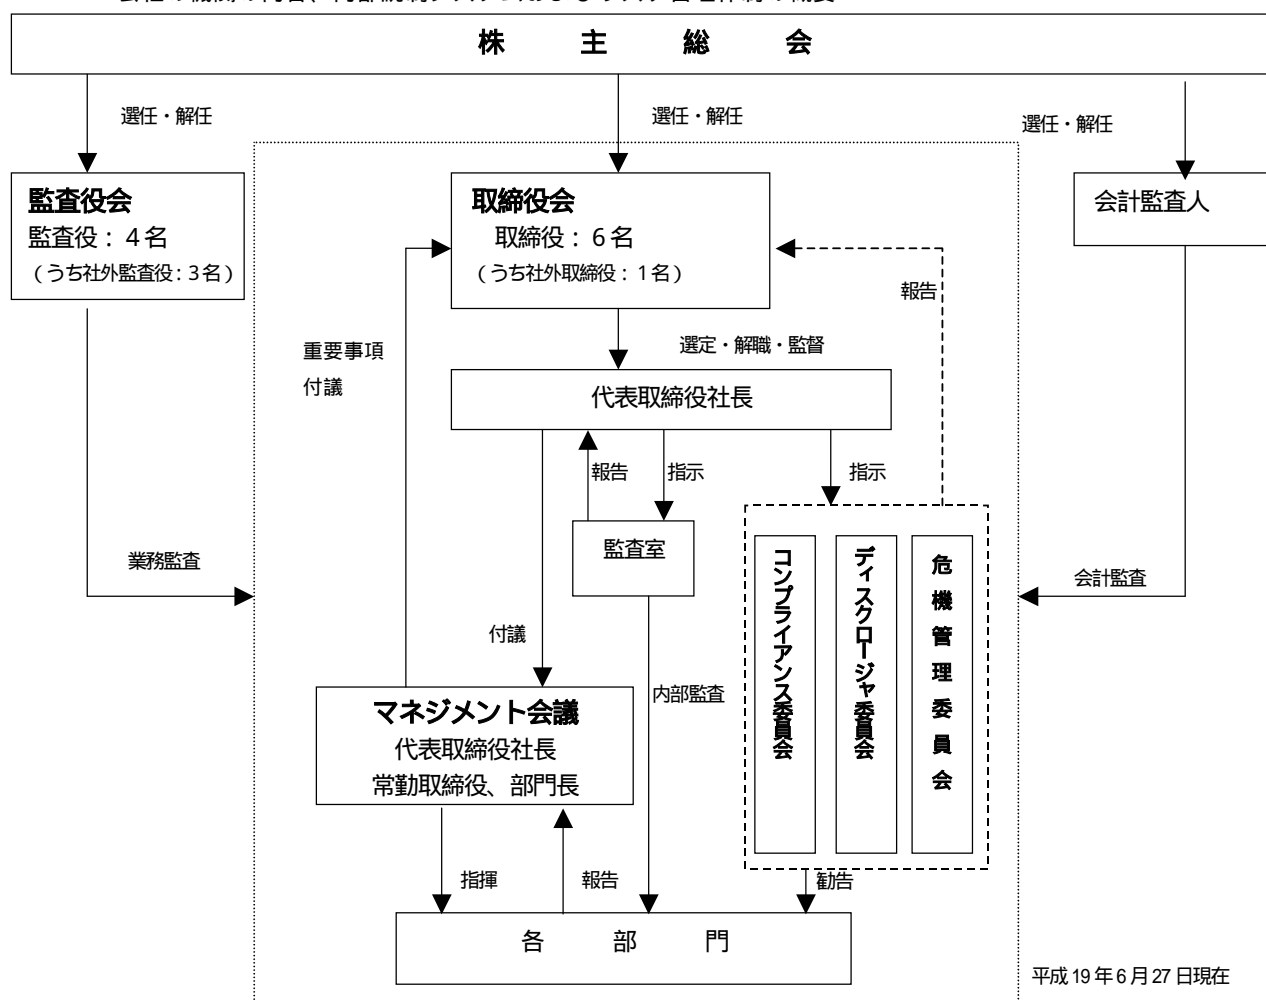 株主総会
選任・解任
選任・解任
選任・解任
監査役会
監査役：4名
（うち社外監査役：3名）
取締役会
取締役：6名
（うち社外取締役：1名）
会計監査人
報告
重要事項
付議
選定・解職・監督
代表取締役社長
報告
指示
指示
監査室
業務監査
会計監査
コンプライアンス委員会
ディスクロージャ委員会
危機管理委員会
付議
内部監査
マネジメント会議
代表取締役社長
常勤取締役、部門長
指揮
報告
勧告
各部門
平成19年6月27日現在